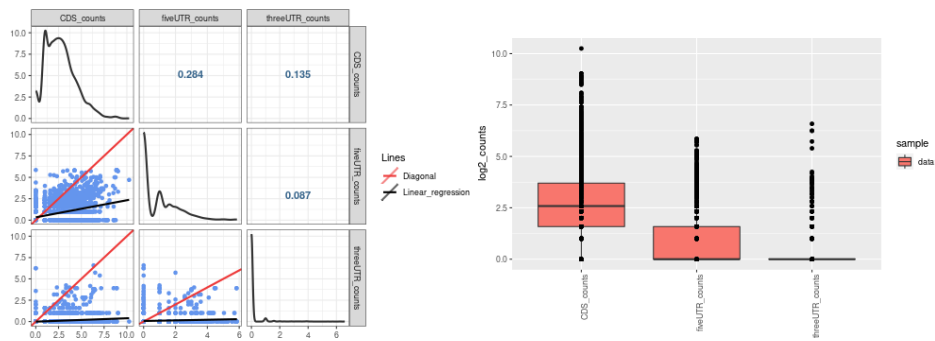 CDS_counts fiveUTR_counts threeUTR_counts
10.0
7.5
5.0
2.5
0.0
0.284
0.135
CDS_counts
10.0
7.5
5.0
2.5
0.0
0.087
fiveUTR_counts
10.0
7.5
5.0
2.5
0.0
threeUTR_counts
0.0 2.5 5.0 7.5 10.0 0 2 4 6 0 2 4 6
Lines
Diagonal
Linear_regression
log2_counts
10.0
7.5
5.0
2.5
0.0
CDS_counts
fiveUTR_counts
threeUTR_counts
sample
data